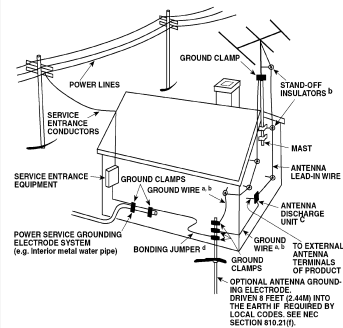 GROUND CLAMP
POWER LINES
STAND-OFF
INSULATORS b
SERVICE
ENTRANCE
CONDUCTORS
MAST
ANTENNA
LEAD-IN WIRE
SERVICE ENTRANCE
EQUIPMENT
GROUND CLAMPS
GROUND WIRE a, b
ANTENNA
DISCHARGE
UNIT C
POWER SERVICE GROUNDING
ELECTRODE SYSTEM
(e.g. Interior metal water pipe)
BONDING JUMPER d
GROUND
WIRE a, b
TO EXTERNAL
ANTENNA
TERMINALS
OF PRODUCT
GROUND
CLAMPS
OPTIONAL ANTENNA GROUND-
ING ELECTRODE.
DRIVEN 8 FEET (2.44M) INTO
THE EARTH IF REQUIRED BY
LOCAL CODES. SEE NEC
SECTION 810.21(f).